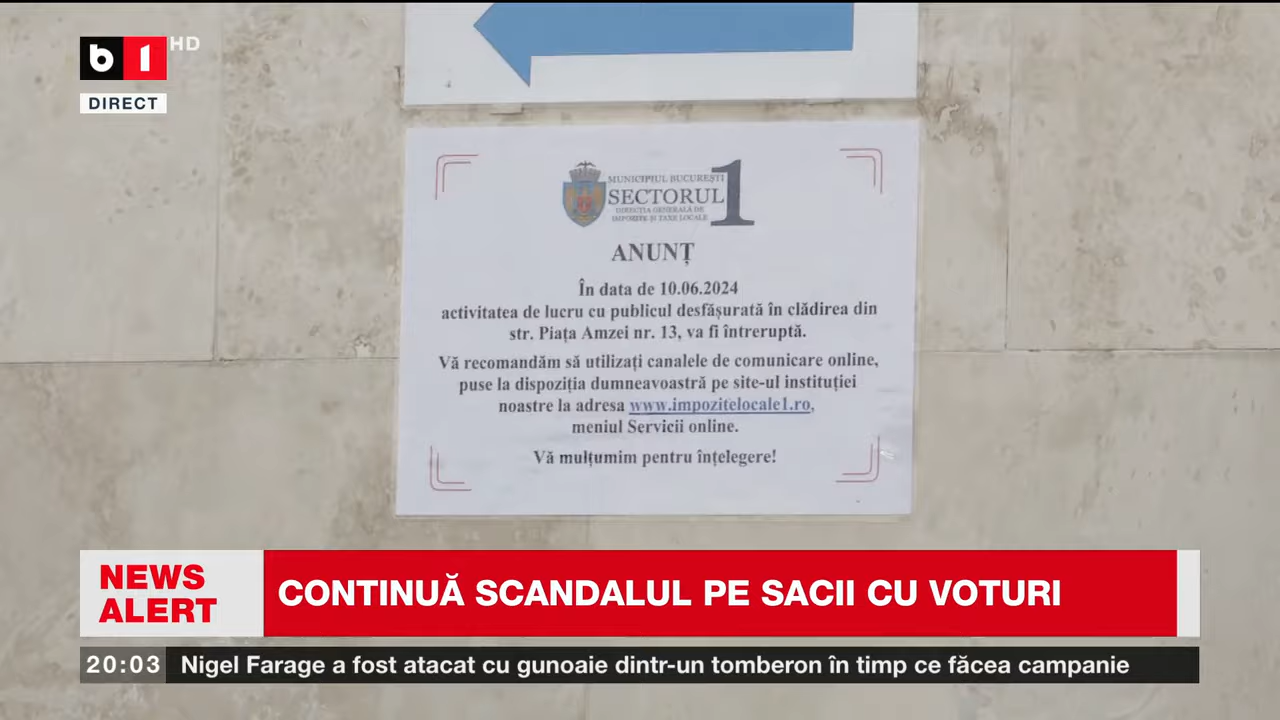 b1 HD
DIRECT
MUNICIPIUL BUCUREȘTI
SECTORUL 1
DIRECȚIA GENERALĂ DE
IMPOZITE ȘI TAXE LOCALE
ANUNȚ
În data de 10.06.2024
activitatea de lucru cu publicul desfășurată în clădirea din
str. Piața Amzei nr. 13, va fi întreruptă.
Vă recomandăm să utilizați canalele de comunicare online,
puse la dispoziția dumneavoastră pe site-ul instituției
noastre la adresa www.impozitelocale1.ro,
meniul Servicii online.
Vă mulțumim pentru înțelegere!
NEWS
ALERT
CONTINUĂ SCANDALUL PE SACII CU VOTURI
20:03 Nigel Farage a fost atacat cu gunoaie dintr-un tomberon în timp ce făcea campanie